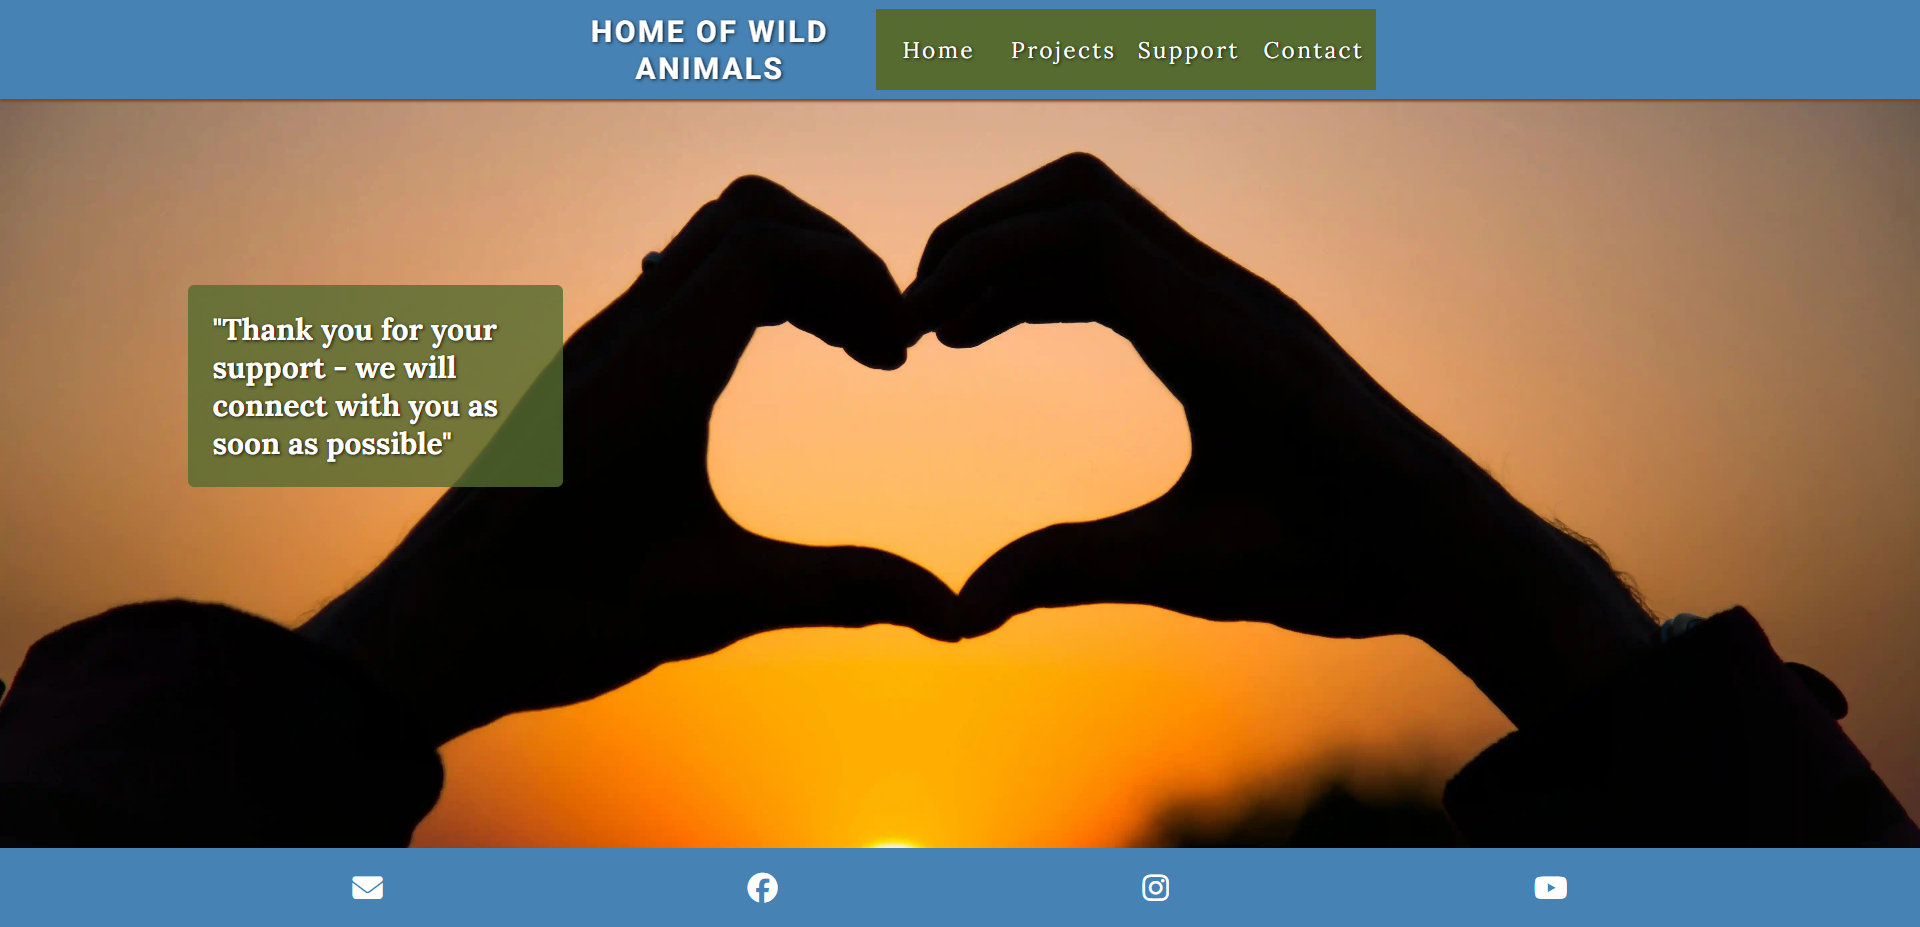 HOME OF WILD
ANIMALS
Home Projects Support Contact
"Thank you for your
support - we will
connect with you as
soon as possible"